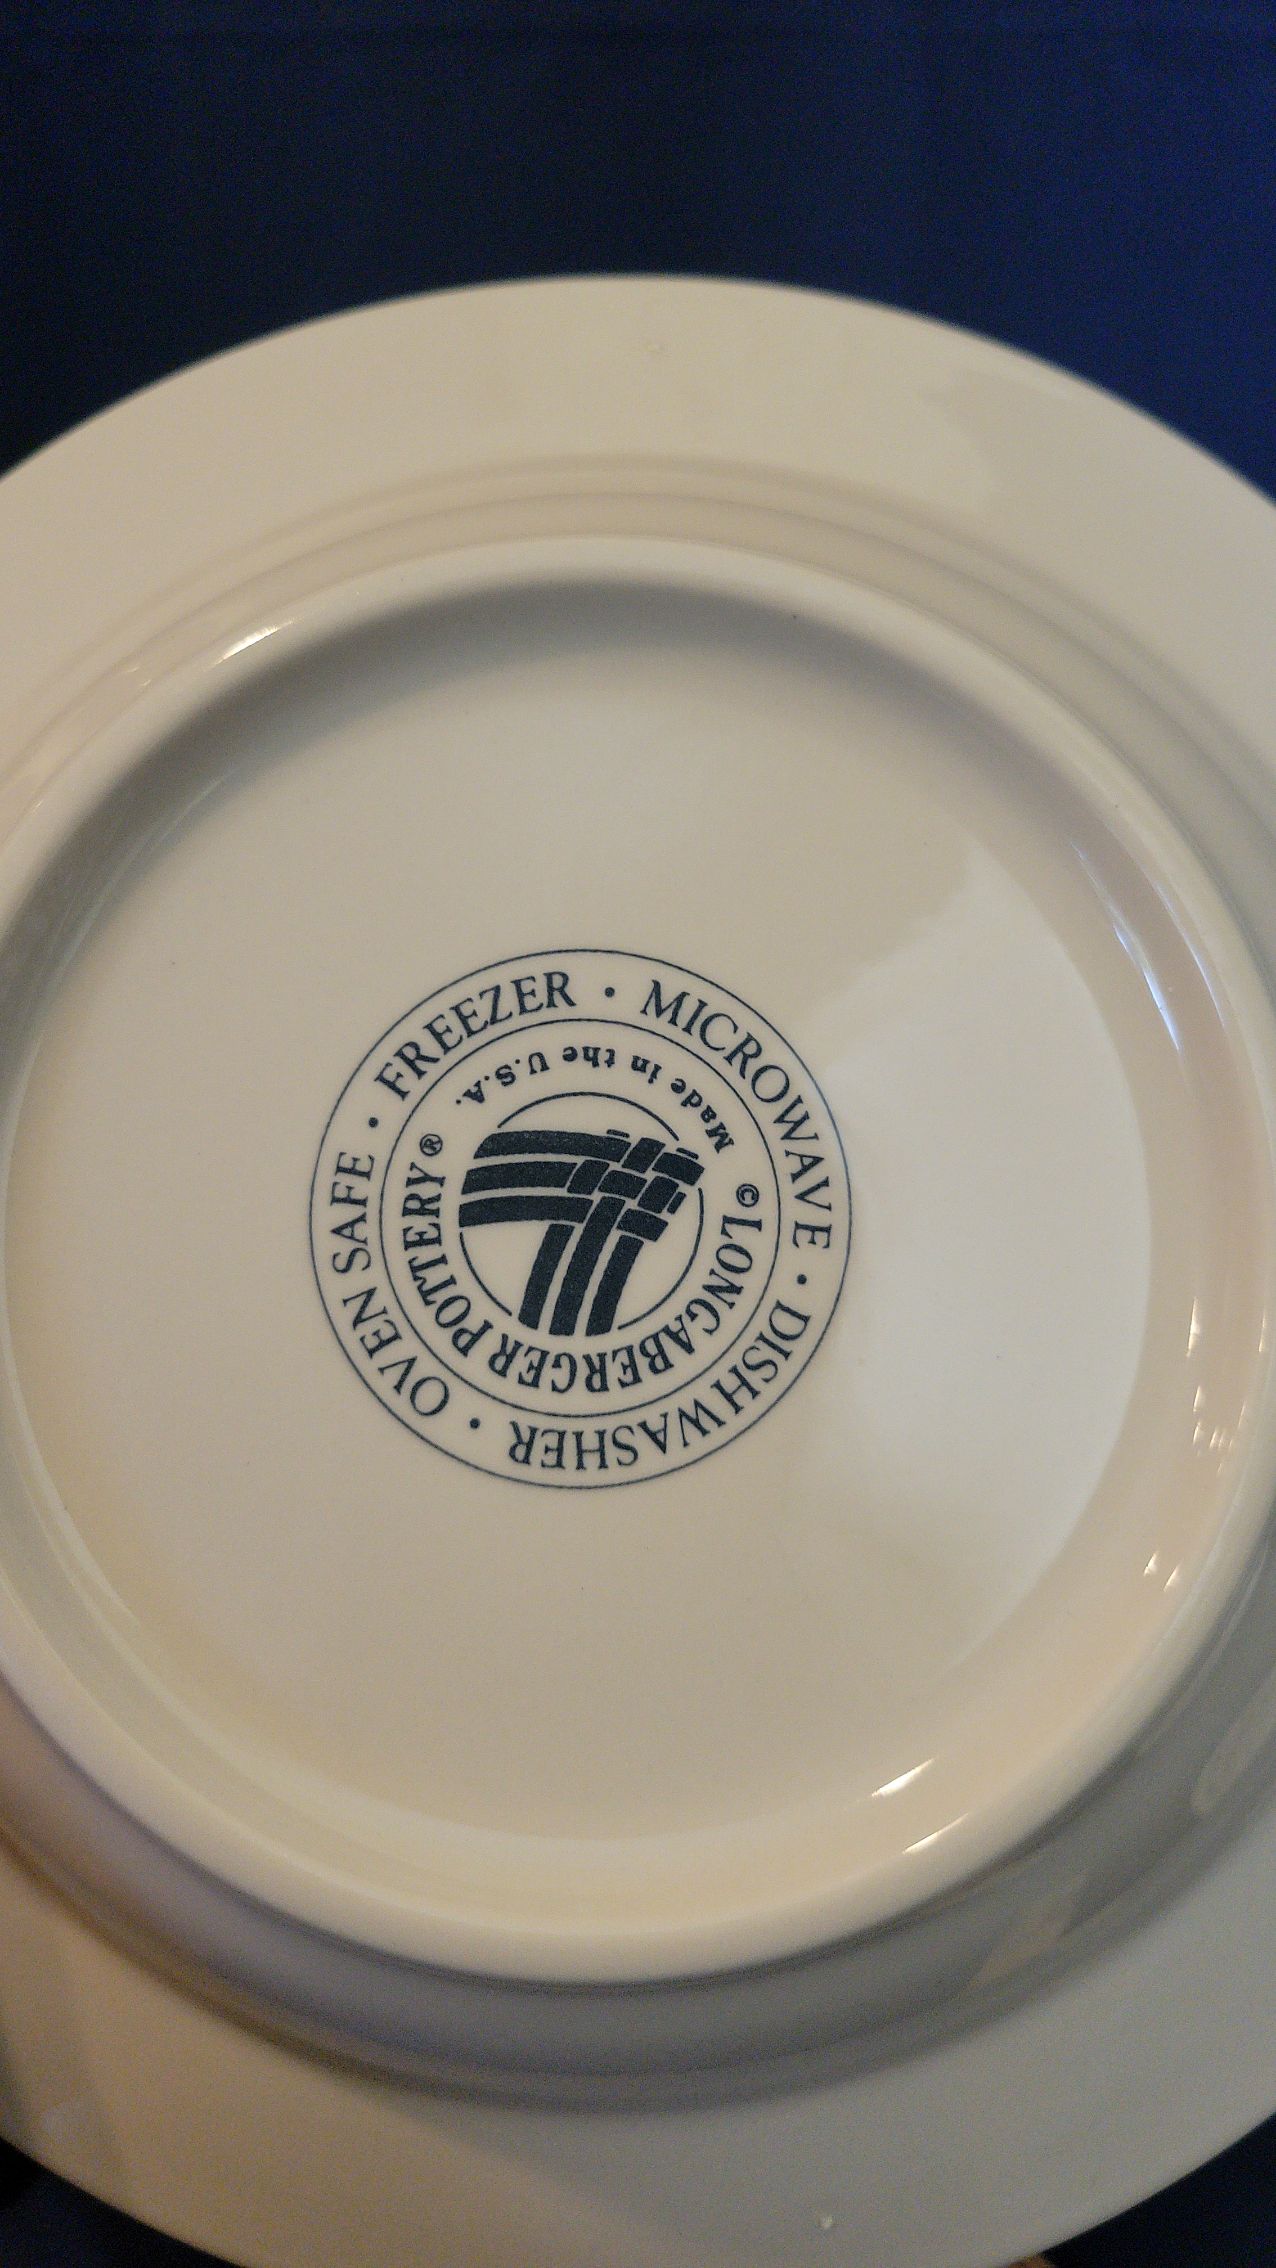 OVEN SAFE • FREEZER • MICROWAVE • DISHWASHER •
©LONGABERGER POTTERY®
Made in the U.S.A.